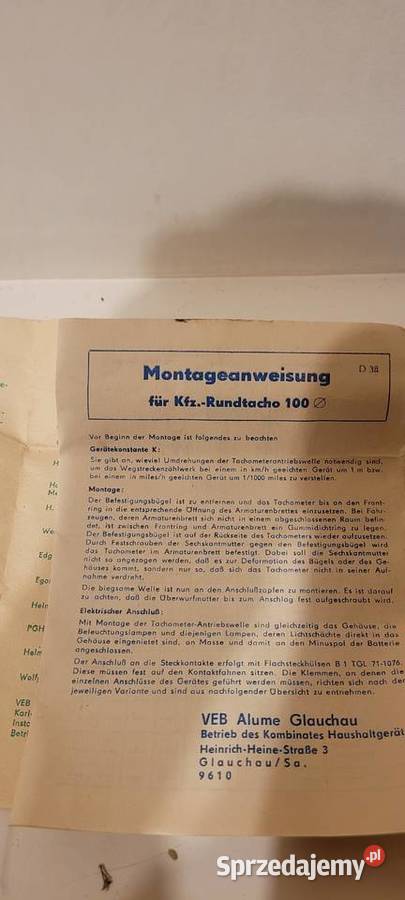 Montageanweisung
D 38
für Kfz.-Rundtacho 100 ∅
Vor Beginn der Montage ist folgendes zu beachten
Gerätekonstante K:
Sie gibt an, wieviel Umdrehungen der Tachometerantriebswelle notwendig sind,
um das Wegstreckenzählwerk bei einem in km/h geeichten Gerät um 1 m bzw.
bei einem in miles/h geeichten Gerät um 1/1000 miles zu verstellen.
Montage:
Der Befestigungsbügel ist zu entfernen und das Tachometer bis an den Front-
ring in die entsprechende Öffnung des Armaturenbrettes einzusetzen. Bei Fahr-
zeugen, deren Armaturenbrett sich nicht in einem abgeschlossenen Raum befin-
det, ist zwischen Frontring und Armaturenbrett ein Gummidichtring zu legen.
Der Befestigungsbügel ist auf der Rückseite des Tachometers wieder aufzusetzen.
Durch Festschrauben der Sechskantmutter gegen den Befestigungsbügel wird
das Tachometer im Armaturenbrett befestigt. Dabei soll die Sechskantmutter
nicht so angezogen werden, daß es zur Deformation des Bügels oder des Ge-
häuses kommt, sondern nur so, daß sich das Tachometer nicht in seiner Auf-
nahme verdreht.
Die biegsame Welle ist nun an den Anschlußzapfen zu montieren. Es ist darauf
zu achten, daß die Überwurfmutter bis zum Anschlag fest aufgeschraubt wird.
Elektrischer Anschluß:
Mit Montage der Tachometer-Antriebswelle sind gleichzeitig das Gehäuse, die
Beleuchtungslampen und diejenigen Lampen, deren Lichtschächte direkt in das
Gehäuse eingenietet sind, an Masse und damit an den Minuspol der Batterie
angeschlossen.
Der Anschluß an die Steckkontakte erfolgt mit Flachsteckhülsen B 1 TGL 71-1076.
Diese müssen fest auf den Kontaktfahnen sitzen. Die Klemmen, an denen die
einzelnen Anschlüsse des Gerätes geführt werden müssen, richten sich nach der
jeweiligen Variante und sind aus nachfolgender Übersicht zu entnehmen.
VEB Alume Glauchau
Betrieb des Kombinates Haushaltgerät
Heinrich-Heine-Straße 3
Glauchau/Sa.
9610
H
Me
H.
We
Edg
Egon
Helm
PGH
Helm
Wolf
VEB
Karl-
Insta
Betri
Sprzedajemy.pl